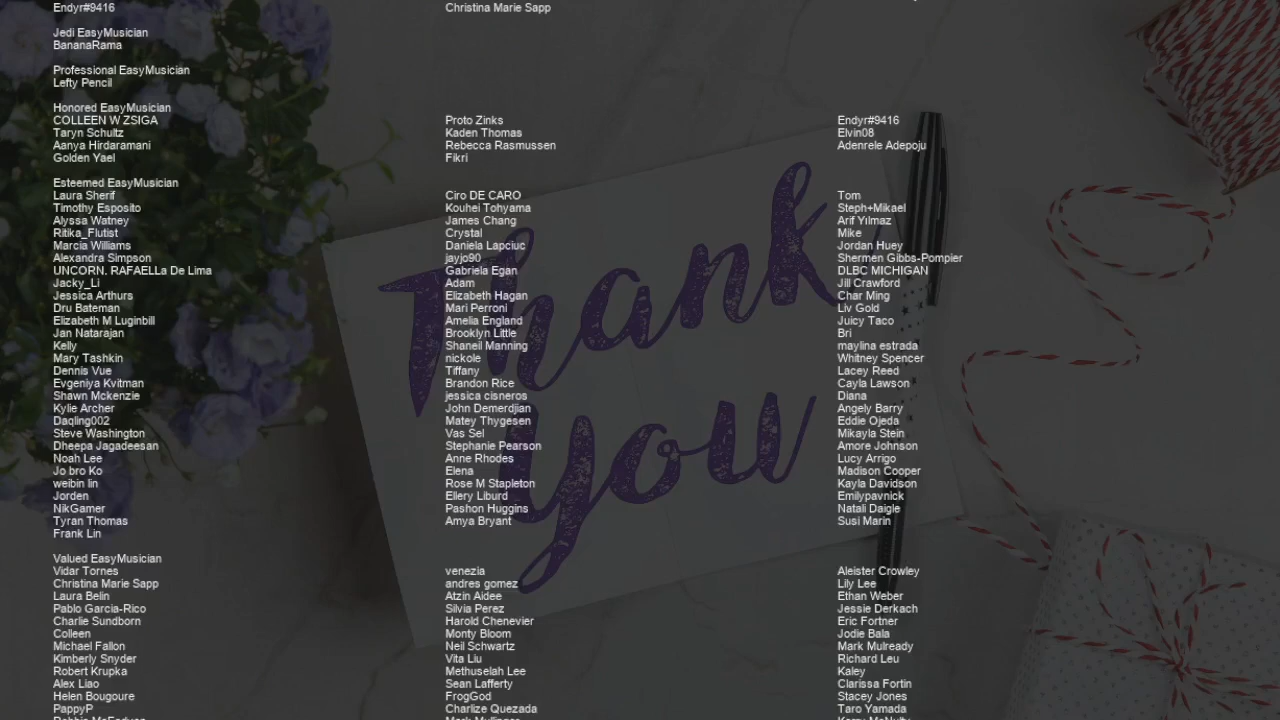 Endyr#9416
Christina Marie Sapp
Jedi EasyMusician
BananaRama
Professional EasyMusician
Lefty Pencil
Honored EasyMusician
COLLEEN W ZSIGA Proto Zinks Endyr#9416
Taryn Schultz Kaden Thomas Elvin08
Aanya Hirdaramani Rebecca Rasmussen Adenrele Adepoju
Golden Yael Fikri
Esteemed EasyMusician
Laura Sherif Ciro DE CARO Tom
Timothy Esposito Kouhei Tohyama Steph+Mikael
Alyssa Watney James Chang Arif Yılmaz
Ritika_Flutist Crystal Mike
Marcia Williams Daniela Lapciuc Jordan Huey
Alexandra Simpson jayjo90 Shermen Gibbs-Pompier
UNCORN. RAFAELLa De Lima Gabriela Egan DLBC MICHIGAN
Jacky_Li Adam Jill Crawford
Jessica Arthurs Elizabeth Hagan Char Ming
Dru Bateman Mari Perroni Liv Gold
Elizabeth M Luginbill Amelia England Juicy Taco
Jan Natarajan Brooklyn Little Bri
Kelly Shaneil Manning maylina estrada
Mary Tashkin nickole Whitney Spencer
Dennis Vue Tiffany Lacey Reed
Evgeniya Kvitman Brandon Rice Cayla Lawson
Shawn Mckenzie jessica cisneros Diana
Kylie Archer John Demerdjian Angely Barry
Daqling002 Matey Thygesen Eddie Ojeda
Steve Washington Vas Sel Mikayla Stein
Dheepa Jagadeesan Stephanie Pearson Amore Johnson
Noah Lee Anne Rhodes Lucy Arrigo
Jo bro Ko Elena Madison Cooper
weibin lin Rose M Stapleton Kayla Davidson
Jorden Ellery Liburd Emilypavnick
NikGamer Pashon Huggins Natali Daigle
Tyran Thomas Amya Bryant Susi Marin
Frank Lin
Thank
you
Valued EasyMusician
Vidar Tornes venezia Aleister Crowley
Christina Marie Sapp andres gomez Lily Lee
Laura Belin Atzin Aidee Ethan Weber
Pablo Garcia-Rico Silvia Perez Jessie Derkach
Charlie Sundborn Harold Chenevier Eric Fortner
Colleen Monty Bloom Jodie Bala
Michael Fallon Neil Schwartz Mark Mulready
Kimberly Snyder Vita Liu Richard Leu
Robert Krupka Methuselah Lee Kaley
Alex Liao Sean Lafferty Clarissa Fortin
Helen Bougoure FrogGod Stacey Jones
PappyP Charlize Quezada Taro Yamada